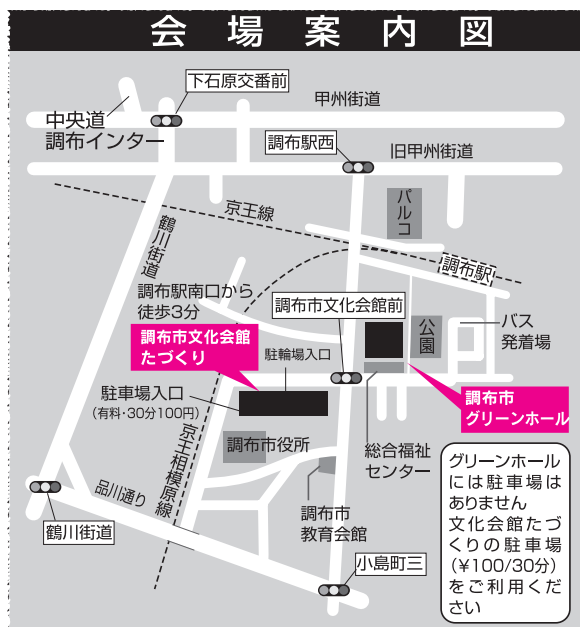 会場案内図
下石原交番前
甲州街道
中央道
調布インター
調布駅西
旧甲州街道
パルコ
京王線
鶴川街道
調布駅
調布駅南口から
徒歩3分
調布市文化会館前
公園
バス
発着場
調布市文化会館
たづくり
駐輪場入口
駐車場入口
(有料・30分100円)
調布市
グリーンホール
京王相模原線
調布市役所
総合福祉
センター
品川通り
鶴川街道
調布市
教育会館
小島町三
グリーンホール
には駐車場は
ありません
文化会館たづ
くりの駐車場
(¥100/30分)
をご利用くだ
さい